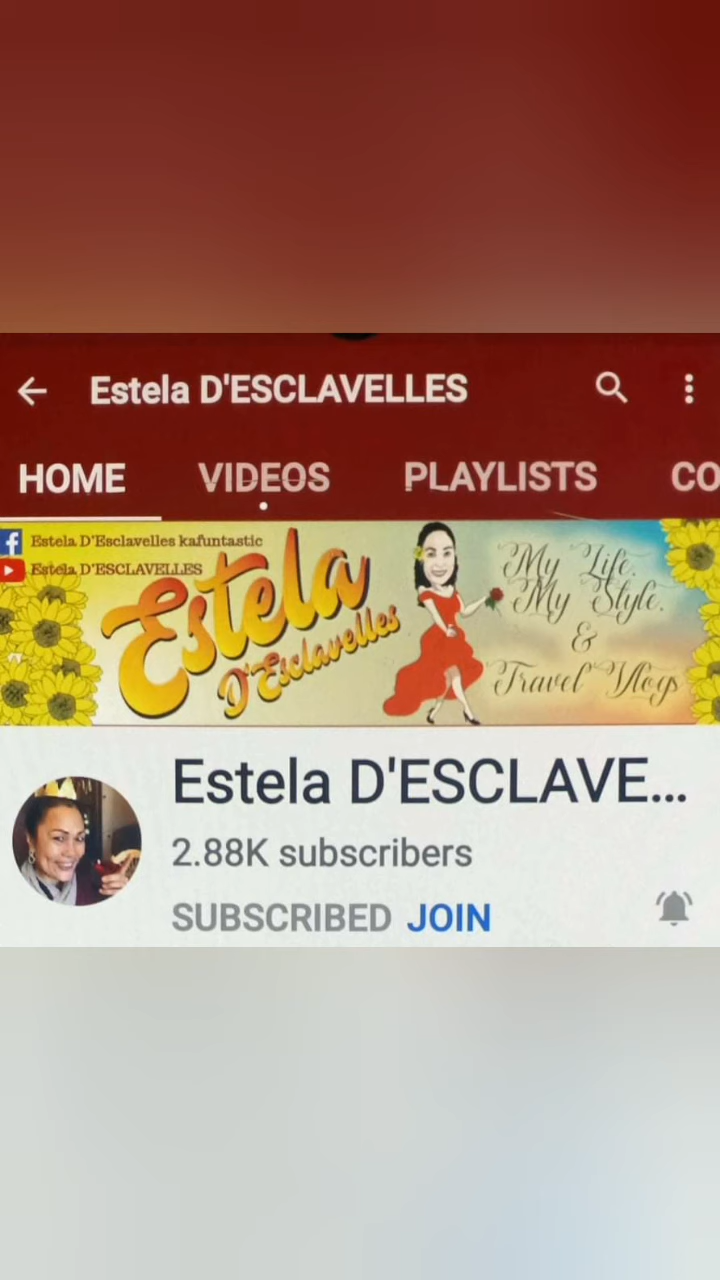 Estela D'ESCLAVELLES
HOME VIDEOS PLAYLISTS CO
Estela D'Esclavelles kafuntastic
Estela D'ESCLAVELLES
Estela
D'Esclavelles
My Life.
My Style.
&
Travel Vlogs
Estela D'ESCLAVE...
2.88K subscribers
SUBSCRIBED JOIN